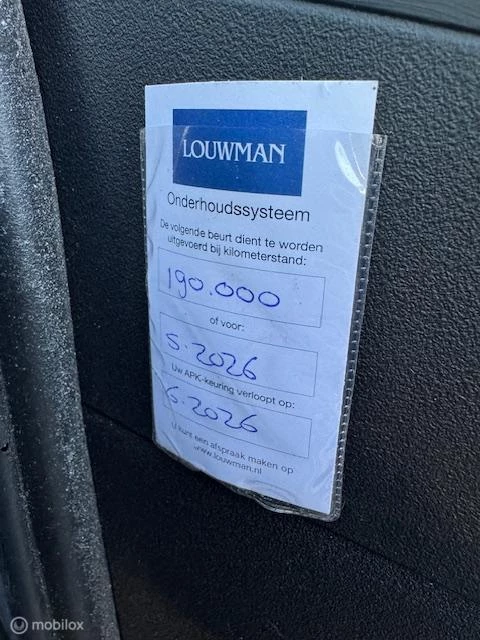 LOUWMAN
Onderhoudssysteem
De volgende beurt dient te worden
uitgevoerd bij kilometerstand:
190.000
of voor:
5.2026
Uw APK-keuring verloopt op:
6.2026
U kunt een afspraak maken op
www.louwman.nl
mobilox